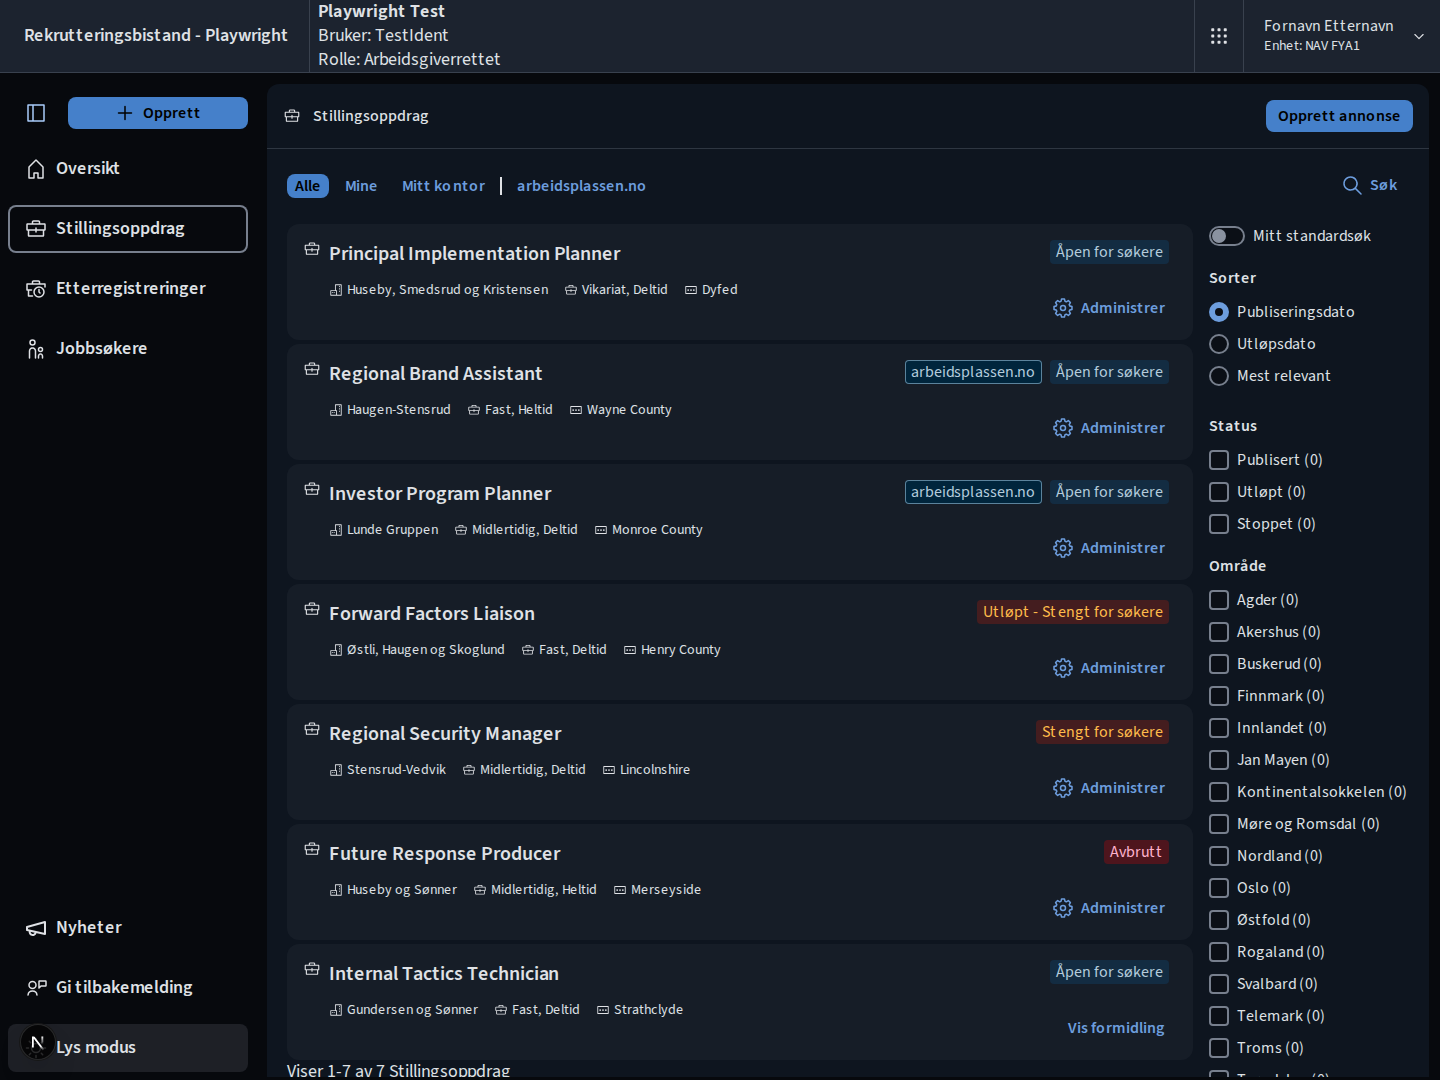 Rekrutteringsbistand - Playwright
Playwright Test
Bruker: TestIdent
Rolle: Arbeidsgiverrettet
Fornavn Etternavn
Enhet: NAV FYA1
Opprett
Oversikt
Stillingsoppdrag
Etterregistreringer
Jobbsøkere
Nyheter
Gi tilbakemelding
N
Lys modus
Stillingsoppdrag
Opprett annonse
Alle
Mine
Mitt kontor
arbeidsplassen.no
Søk
Principal Implementation Planner
Åpen for søkere
Huseby, Smedsrud og Kristensen
Vikariat, Deltid
Dyfed
Administrer
Regional Brand Assistant
arbeidsplassen.no
Åpen for søkere
Haugen-Stensrud
Fast, Heltid
Wayne County
Administrer
Investor Program Planner
arbeidsplassen.no
Åpen for søkere
Lunde Gruppen
Midlertidig, Deltid
Monroe County
Administrer
Forward Factors Liaison
Utløpt - Stengt for søkere
Østli, Haugen og Skoglund
Fast, Deltid
Henry County
Administrer
Regional Security Manager
Stengt for søkere
Stensrud-Vedvik
Midlertidig, Deltid
Lincolnshire
Administrer
Future Response Producer
Avbrutt
Huseby og Sønner
Midlertidig, Heltid
Merseyside
Administrer
Internal Tactics Technician
Åpen for søkere
Gundersen og Sønner
Fast, Deltid
Strathclyde
Vis formidling
Viser 1-7 av 7 Stillingsoppdrag
Mitt standardsøk
Sorter
Publiseringsdato
Utløpsdato
Mest relevant
Status
Publisert (0)
Utløpt (0)
Stoppet (0)
Område
Agder (0)
Akershus (0)
Buskerud (0)
Finnmark (0)
Innlandet (0)
Jan Mayen (0)
Kontinentalsokkelen (0)
Møre og Romsdal (0)
Nordland (0)
Oslo (0)
Østfold (0)
Rogaland (0)
Svalbard (0)
Telemark (0)
Troms (0)